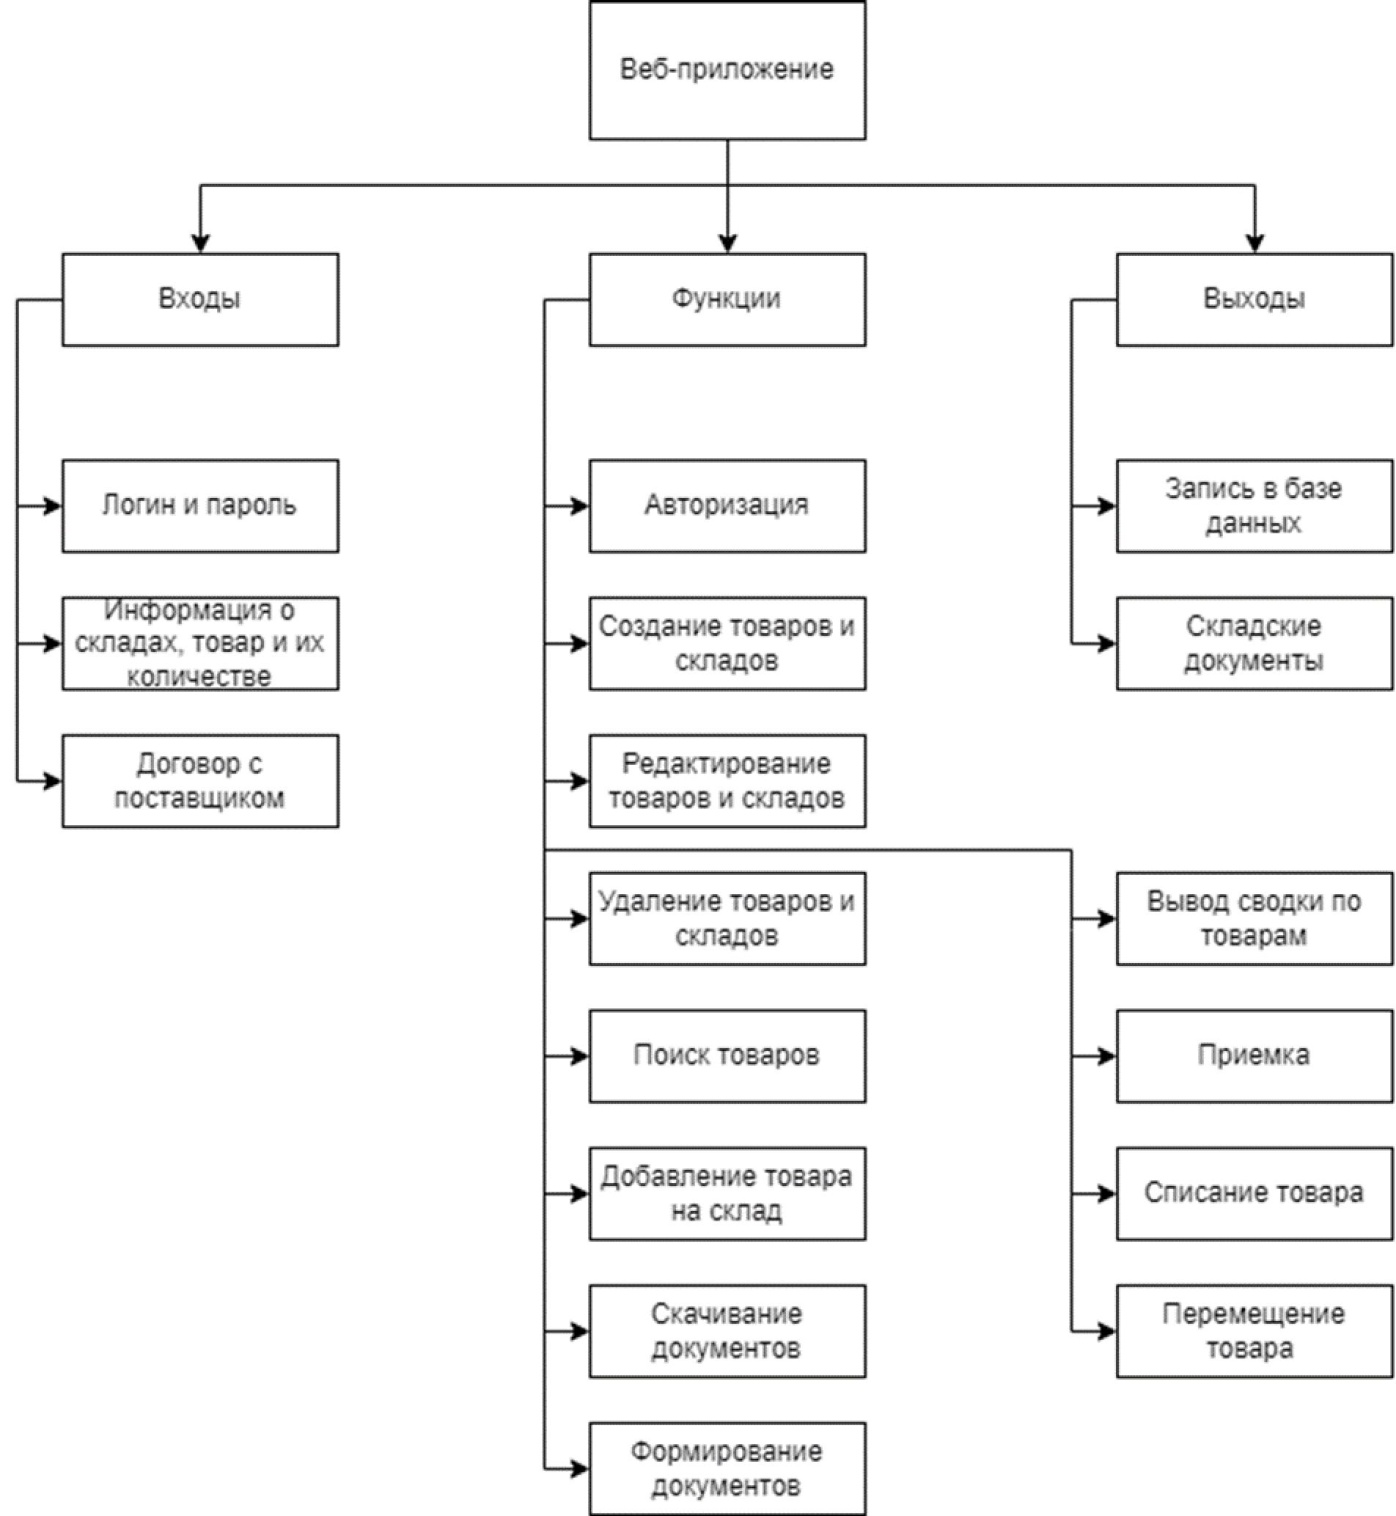 Веб-приложение
Входы
Функции
Выходы
Логин и пароль
Информация о
складах, товар и их
количестве
Договор с
поставщиком
Авторизация
Создание товаров и
складов
Редактирование
товаров и складов
Удаление товаров и
складов
Поиск товаров
Добавление товара
на склад
Скачивание
документов
Формирование
документов
Запись в базе
данных
Складские
документы
Вывод сводки по
товарам
Приемка
Списание товара
Перемещение
товара